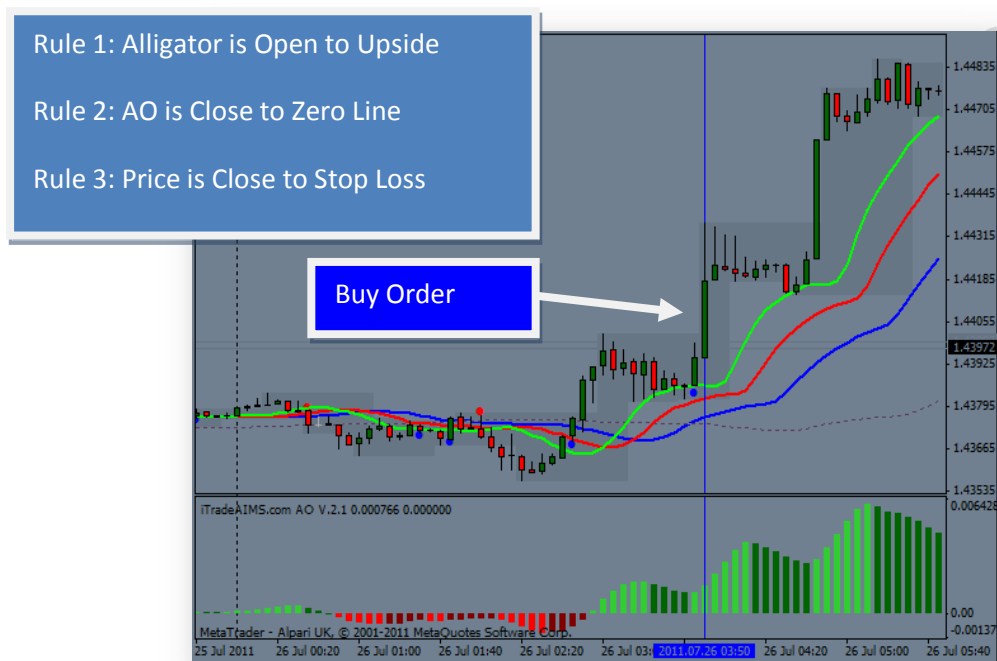 Rule 1: Alligator is Open to Upside
Rule 2: AO is Close to Zero Line
Rule 3: Price is Close to Stop Loss
Buy Order
1.44835
1.44705
1.44575
1.44445
1.44315
1.44185
1.44055
1.43972
1.43925
1.43795
1.43665
1.43535
iTradeAIMS.com AO V.2.1 0.000766 0.000000
0.006428
0.00
-0.00137
MetaTrader - Alpari UK, © 2001-2011 MetaQuotes Software Corp.
25 Jul 2011 26 Jul 00:20 26 Jul 01:00 26 Jul 01:40 26 Jul 02:20 26 Jul 03: 2011.07.26 03:50 26 Jul 04:20 26 Jul 05:00 26 Jul 05:40